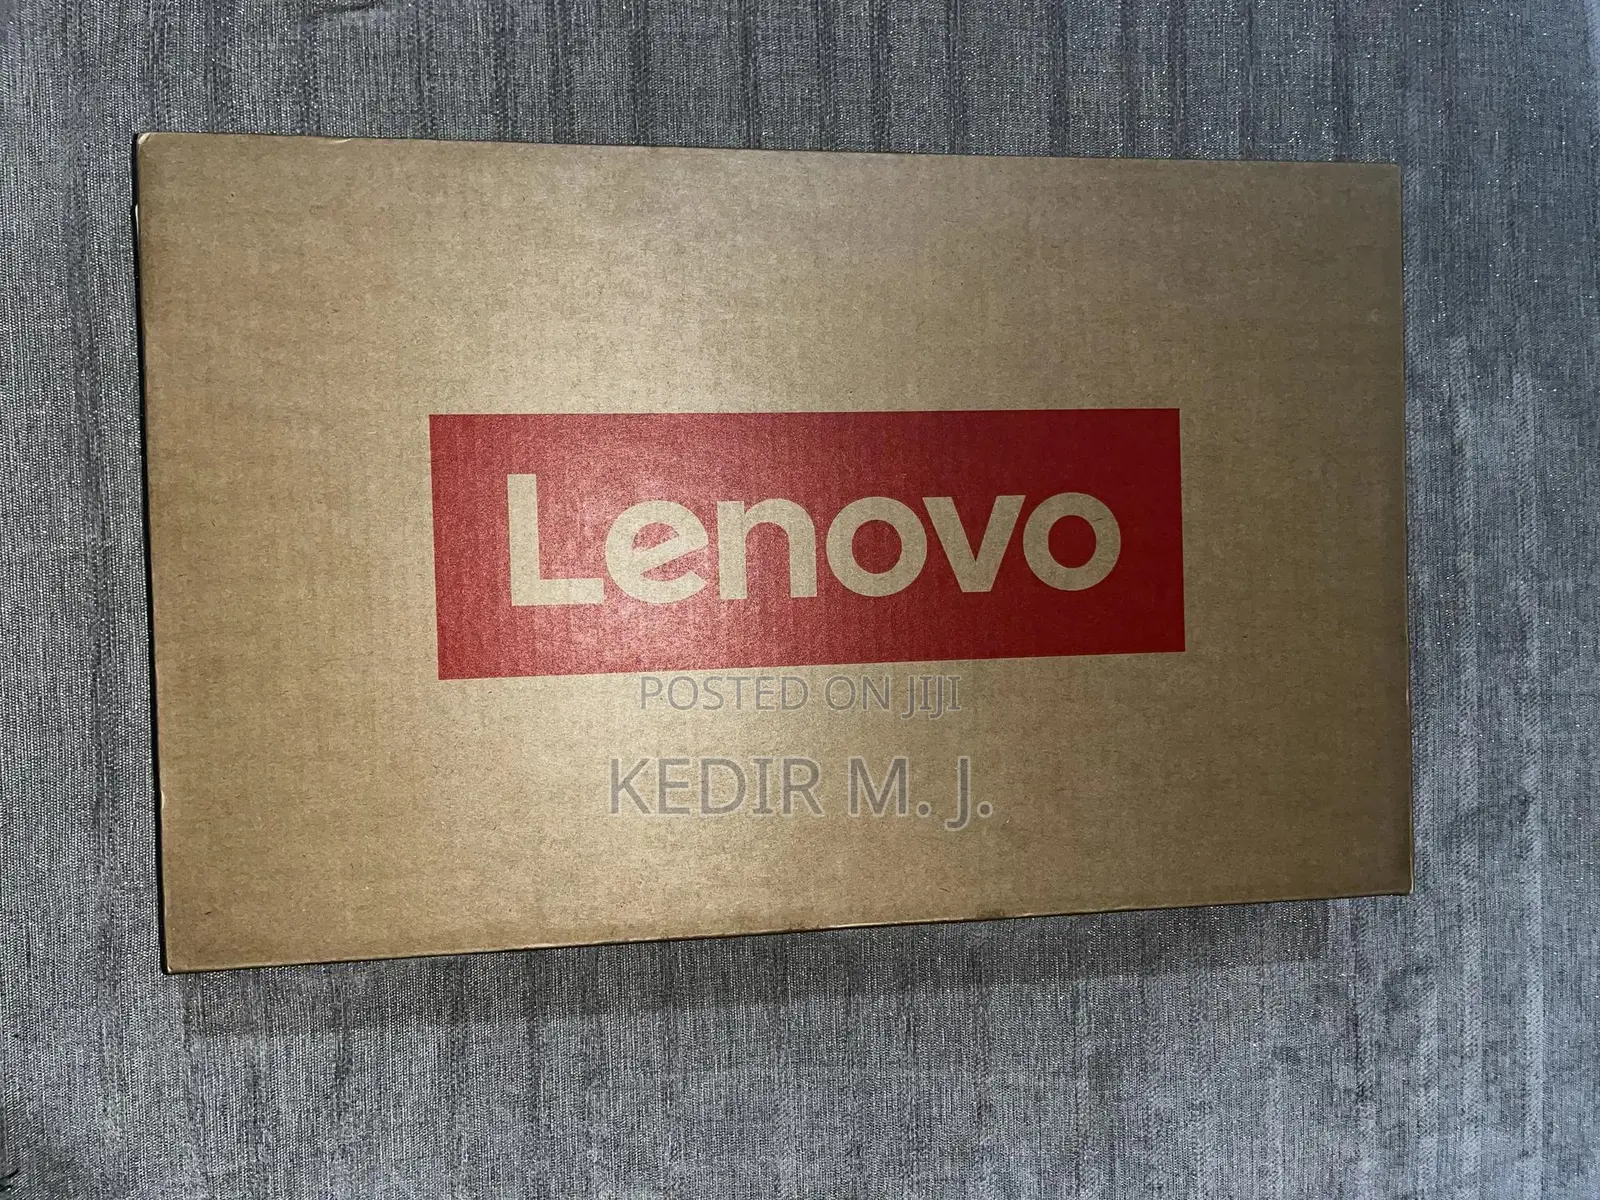 Lenovo
POSTED ON JIJI
KEDIR M. J.